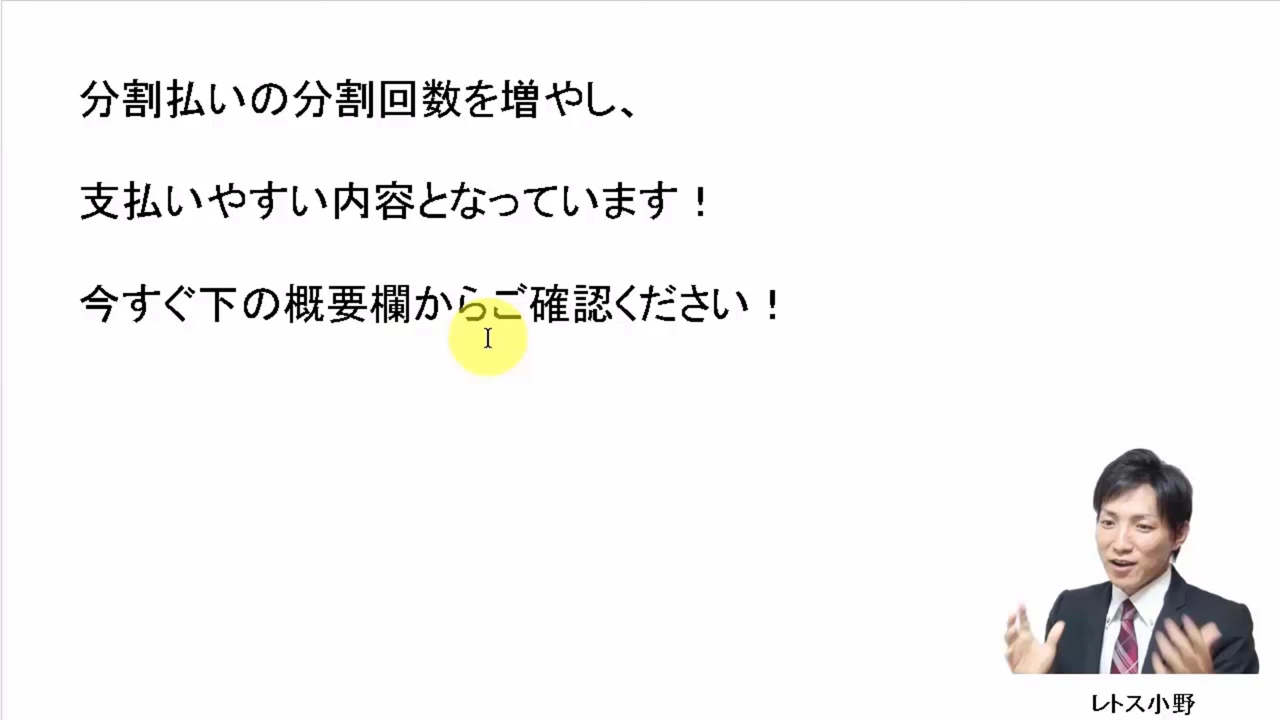 分割払いの分割回数を増やし、
支払いやすい内容となっています！
今すぐ下の概要欄からご確認ください！
レトス小野